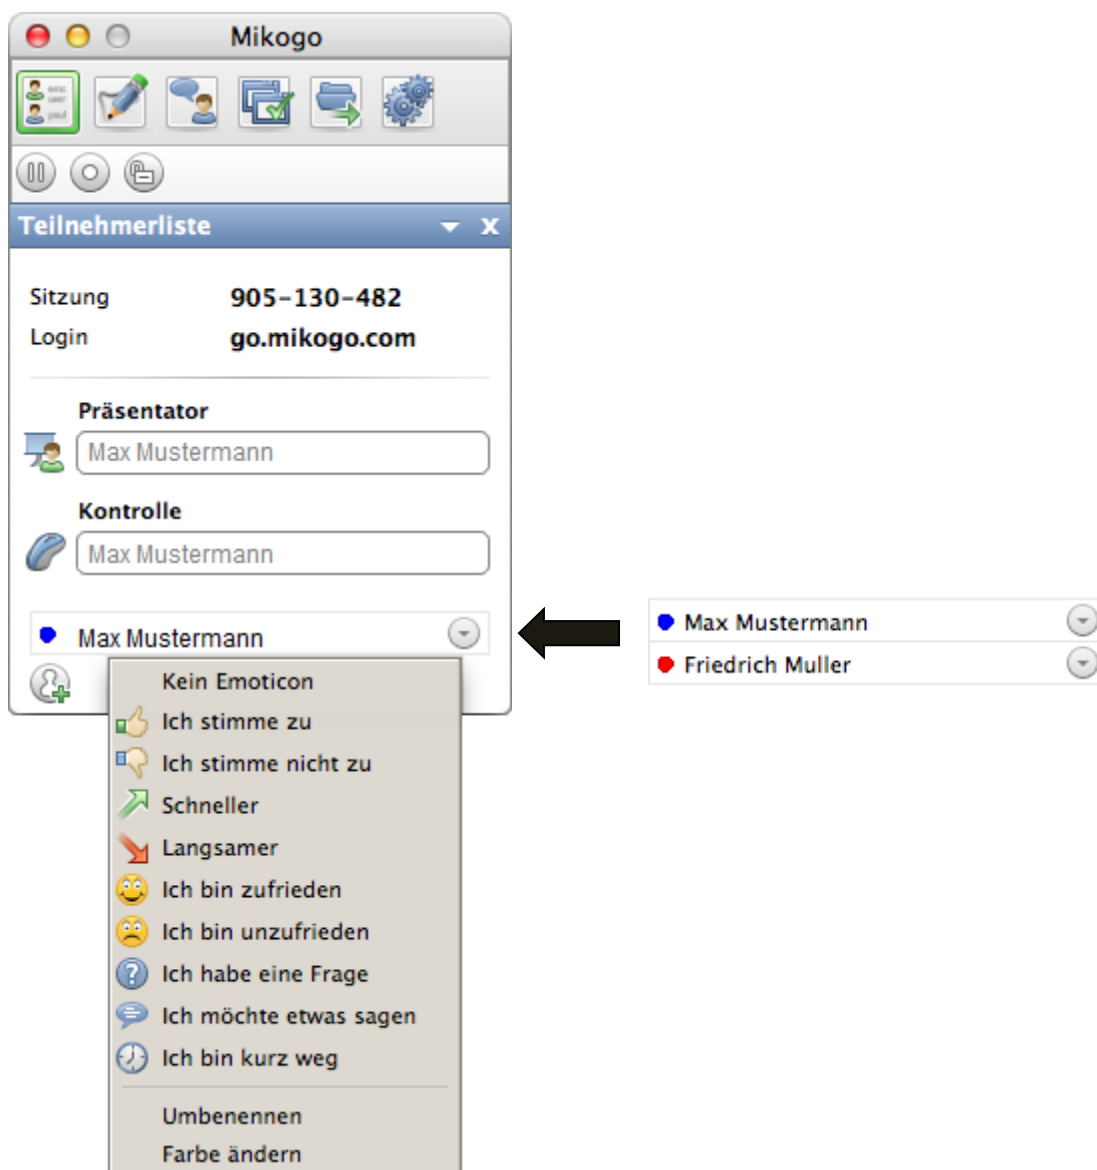 Mikogo
Teilnehmerliste
Sitzung 905-130-482
Login go.mikogo.com
Präsentator
Max Mustermann
Kontrolle
Max Mustermann
Max Mustermann
Kein Emoticon
Ich stimme zu
Ich stimme nicht zu
Schneller
Langsamer
Ich bin zufrieden
Ich bin unzufrieden
Ich habe eine Frage
Ich möchte etwas sagen
Ich bin kurz weg
Umbenennen
Farbe ändern
Max Mustermann
Friedrich Muller